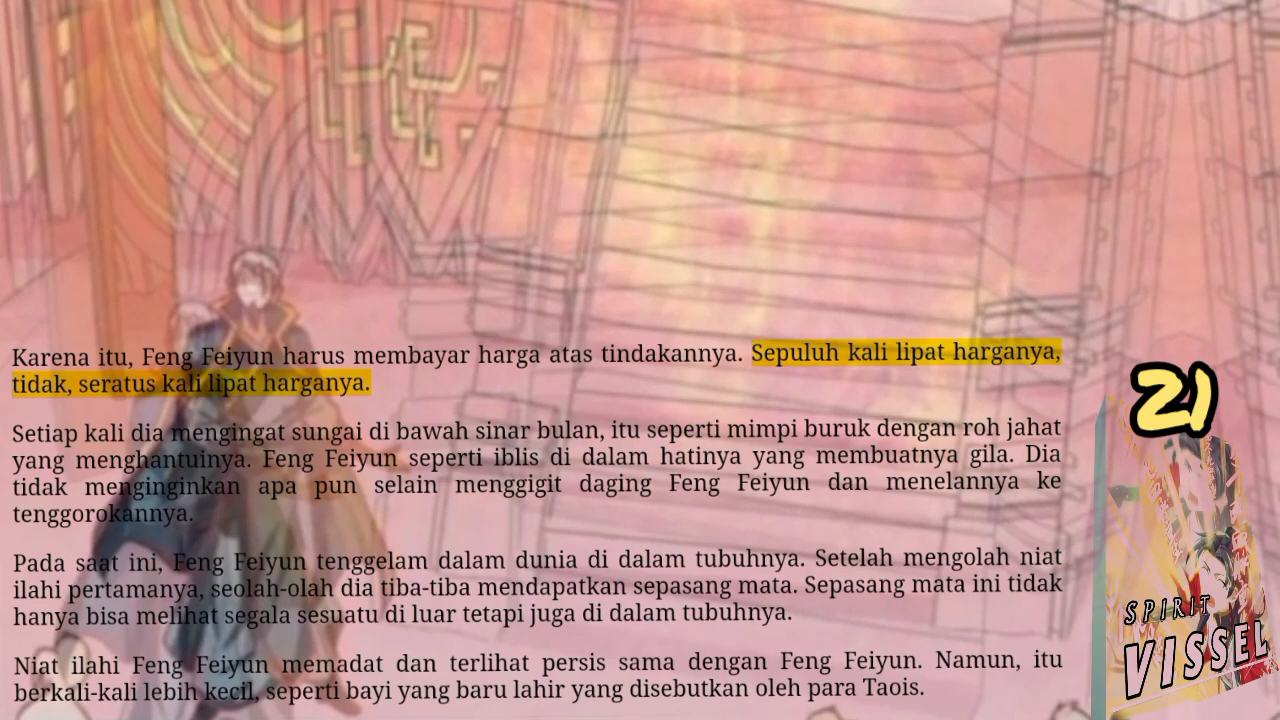 Karena itu, Feng Feiyun harus membayar harga atas tindakannya. Sepuluh kali lipat harganya,
tidak, seratus kali lipat harganya.
Setiap kali dia mengingat sungai di bawah sinar bulan, itu seperti mimpi buruk dengan roh jahat
yang menghantuinya. Feng Feiyun seperti iblis di dalam hatinya yang membuatnya gila. Dia
tidak menginginkan apa pun selain menggigit daging Feng Feiyun dan menelannya ke
tenggorokannya.
Pada saat ini, Feng Feiyun tenggelam dalam dunia di dalam tubuhnya. Setelah mengolah niat
ilahi pertamanya, seolah-olah dia tiba-tiba mendapatkan sepasang mata. Sepasang mata ini tidak
hanya bisa melihat segala sesuatu di luar tetapi juga di dalam tubuhnya.
Niat ilahi Feng Feiyun memadat dan terlihat persis sama dengan Feng Feiyun. Namun, itu
berkali-kali lebih kecil, seperti bayi yang baru lahir yang disebutkan oleh para Taois.
21
SPIRIT
VISSEL